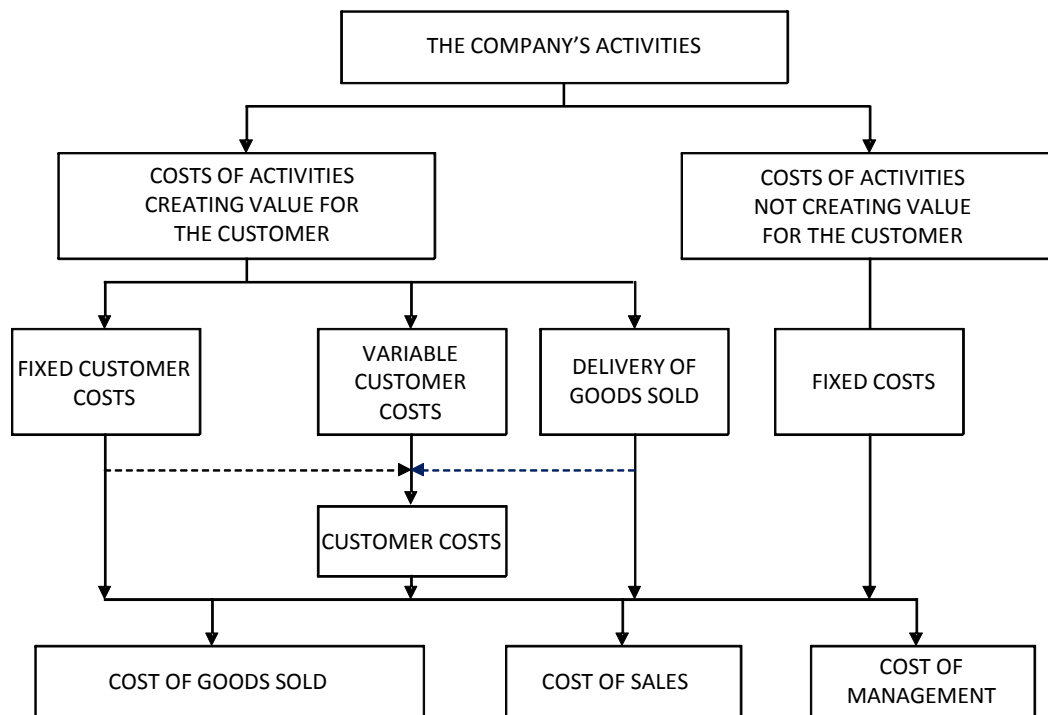 THE COMPANY’S ACTIVITIES
COSTS OF ACTIVITIES
CREATING VALUE FOR
THE CUSTOMER
COSTS OF ACTIVITIES
NOT CREATING VALUE
FOR THE CUSTOMER
FIXED CUSTOMER
COSTS
VARIABLE
CUSTOMER
COSTS
DELIVERY OF
GOODS SOLD
FIXED COSTS
CUSTOMER COSTS
COST OF GOODS SOLD
COST OF SALES
COST OF
MANAGEMENT